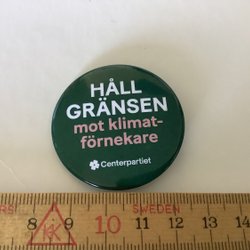 HÅLL
GRÄNSEN
mot klimat-
förnekare
Centerpartiet
8 9 10 11 12 13 14
SWEDEN